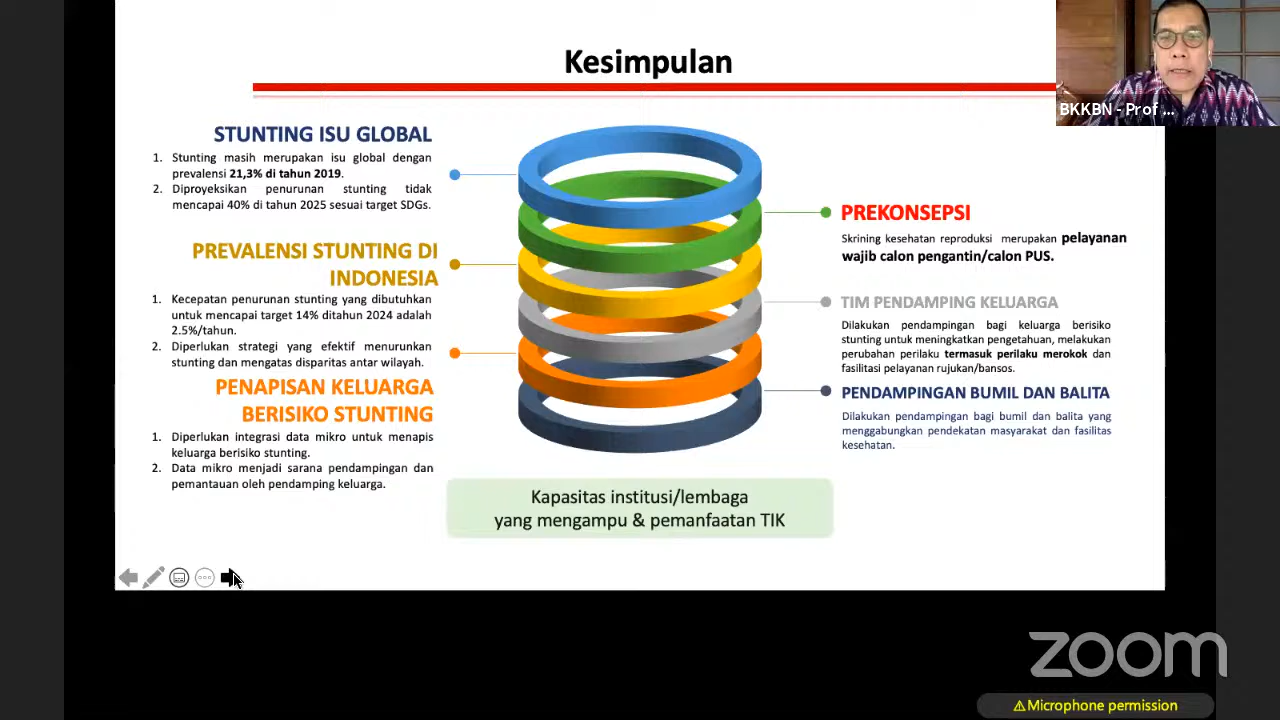 Kesimpulan
BKKBN - Prof ...
STUNTING ISU GLOBAL
1. Stunting masih merupakan isu global dengan
prevalensi 21,3% di tahun 2019.
2. Diproyeksikan penurunan stunting tidak
mencapai 40% di tahun 2025 sesuai target SDGs.
PREVALENSI STUNTING DI
INDONESIA
1. Kecepatan penurunan stunting yang dibutuhkan
untuk mencapai target 14% ditahun 2024 adalah
2.5%/tahun.
2. Diperlukan strategi yang efektif menurunkan
stunting dan mengatas disparitas antar wilayah.
PENAPISAN KELUARGA
BERISIKO STUNTING
1. Diperlukan integrasi data mikro untuk menapis
keluarga berisiko stunting.
2. Data mikro menjadi sarana pendampingan dan
pemantauan oleh pendamping keluarga.
PREKONSEPSI
Skrining kesehatan reproduksi merupakan pelayanan
wajib calon pengantin/calon PUS.
TIM PENDAMPING KELUARGA
Dilakukan pendampingan bagi keluarga berisiko
stunting untuk meningkatkan pengetahuan, melakukan
perubahan perilaku termasuk perilaku merokok dan
fasilitasi pelayanan rujukan/bansos.
PENDAMPINGAN BUMIL DAN BALITA
Dilakukan pendampingan bagi bumil dan balita yang
menggabungkan pendekatan masyarakat dan fasilitas
kesehatan.
Kapasitas institusi/lembaga
yang mengampu & pemanfaatan TIK
zoom
⚠Microphone permission